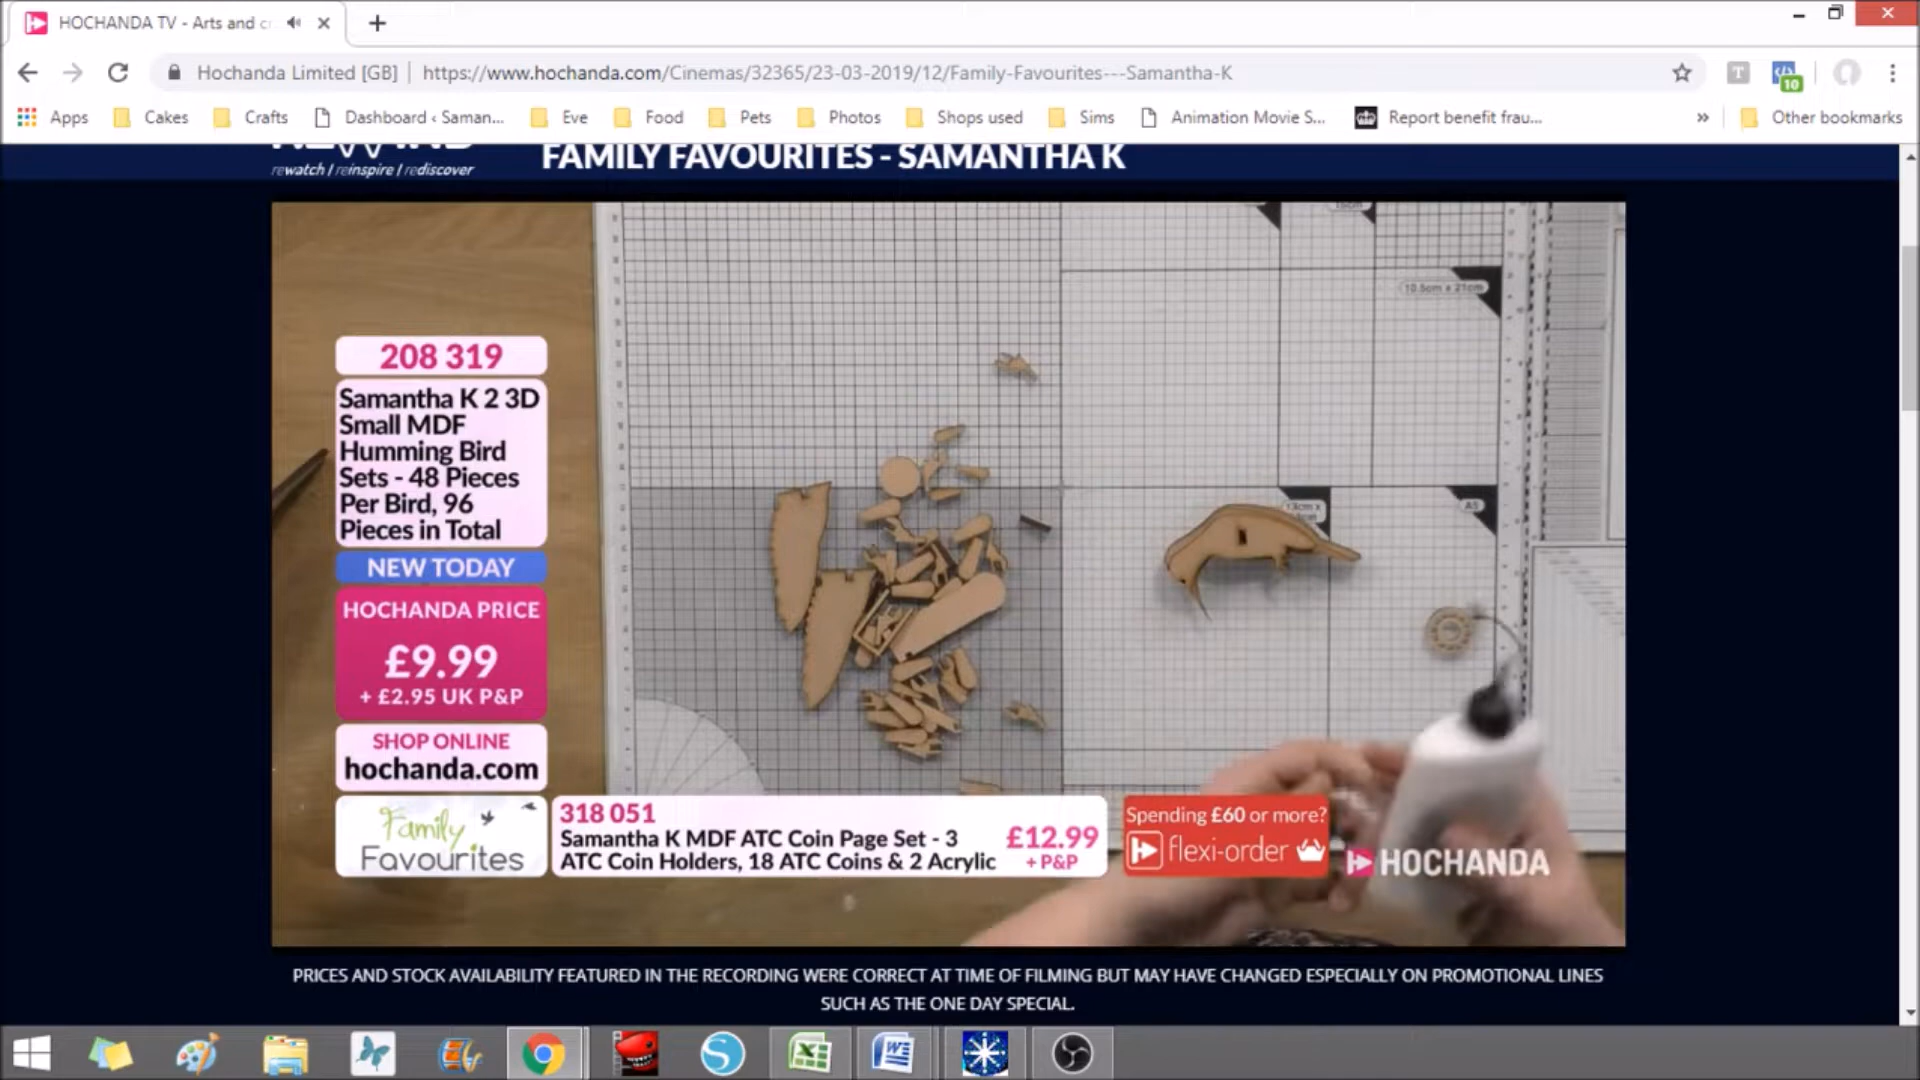 HOCHANDA TV - Arts and cr
Hochanda Limited [GB]
https://www.hochanda.com/Cinemas/32365/23-03-2019/12/Family-Favourites---Samantha-K
T
10
Apps
Cakes
Crafts
Dashboard ‹ Saman...
Eve
Food
Pets
Photos
Shops used
Sims
Animation Movie S...
Report benefit frau...
»
Other bookmarks
rewatch / reinspire / rediscover
FAMILY FAVOURITES - SAMANTHA K
10.5cm x 21cm
A5
208 319
Samantha K 2 3D
Small MDF
Humming Bird
Sets - 48 Pieces
Per Bird, 96
Pieces in Total
NEW TODAY
HOCHANDA PRICE
£9.99
+ £2.95 UK P&P
SHOP ONLINE
hochanda.com
Family
Favourites
318 051
Samantha K MDF ATC Coin Page Set - 3
ATC Coin Holders, 18 ATC Coins & 2 Acrylic
£12.99
+ P&P
Spending £60 or more?
flexi-order
HOCHANDA
PRICES AND STOCK AVAILABILITY FEATURED IN THE RECORDING WERE CORRECT AT TIME OF FILMING BUT MAY HAVE CHANGED ESPECIALLY ON PROMOTIONAL LINES
SUCH AS THE ONE DAY SPECIAL.